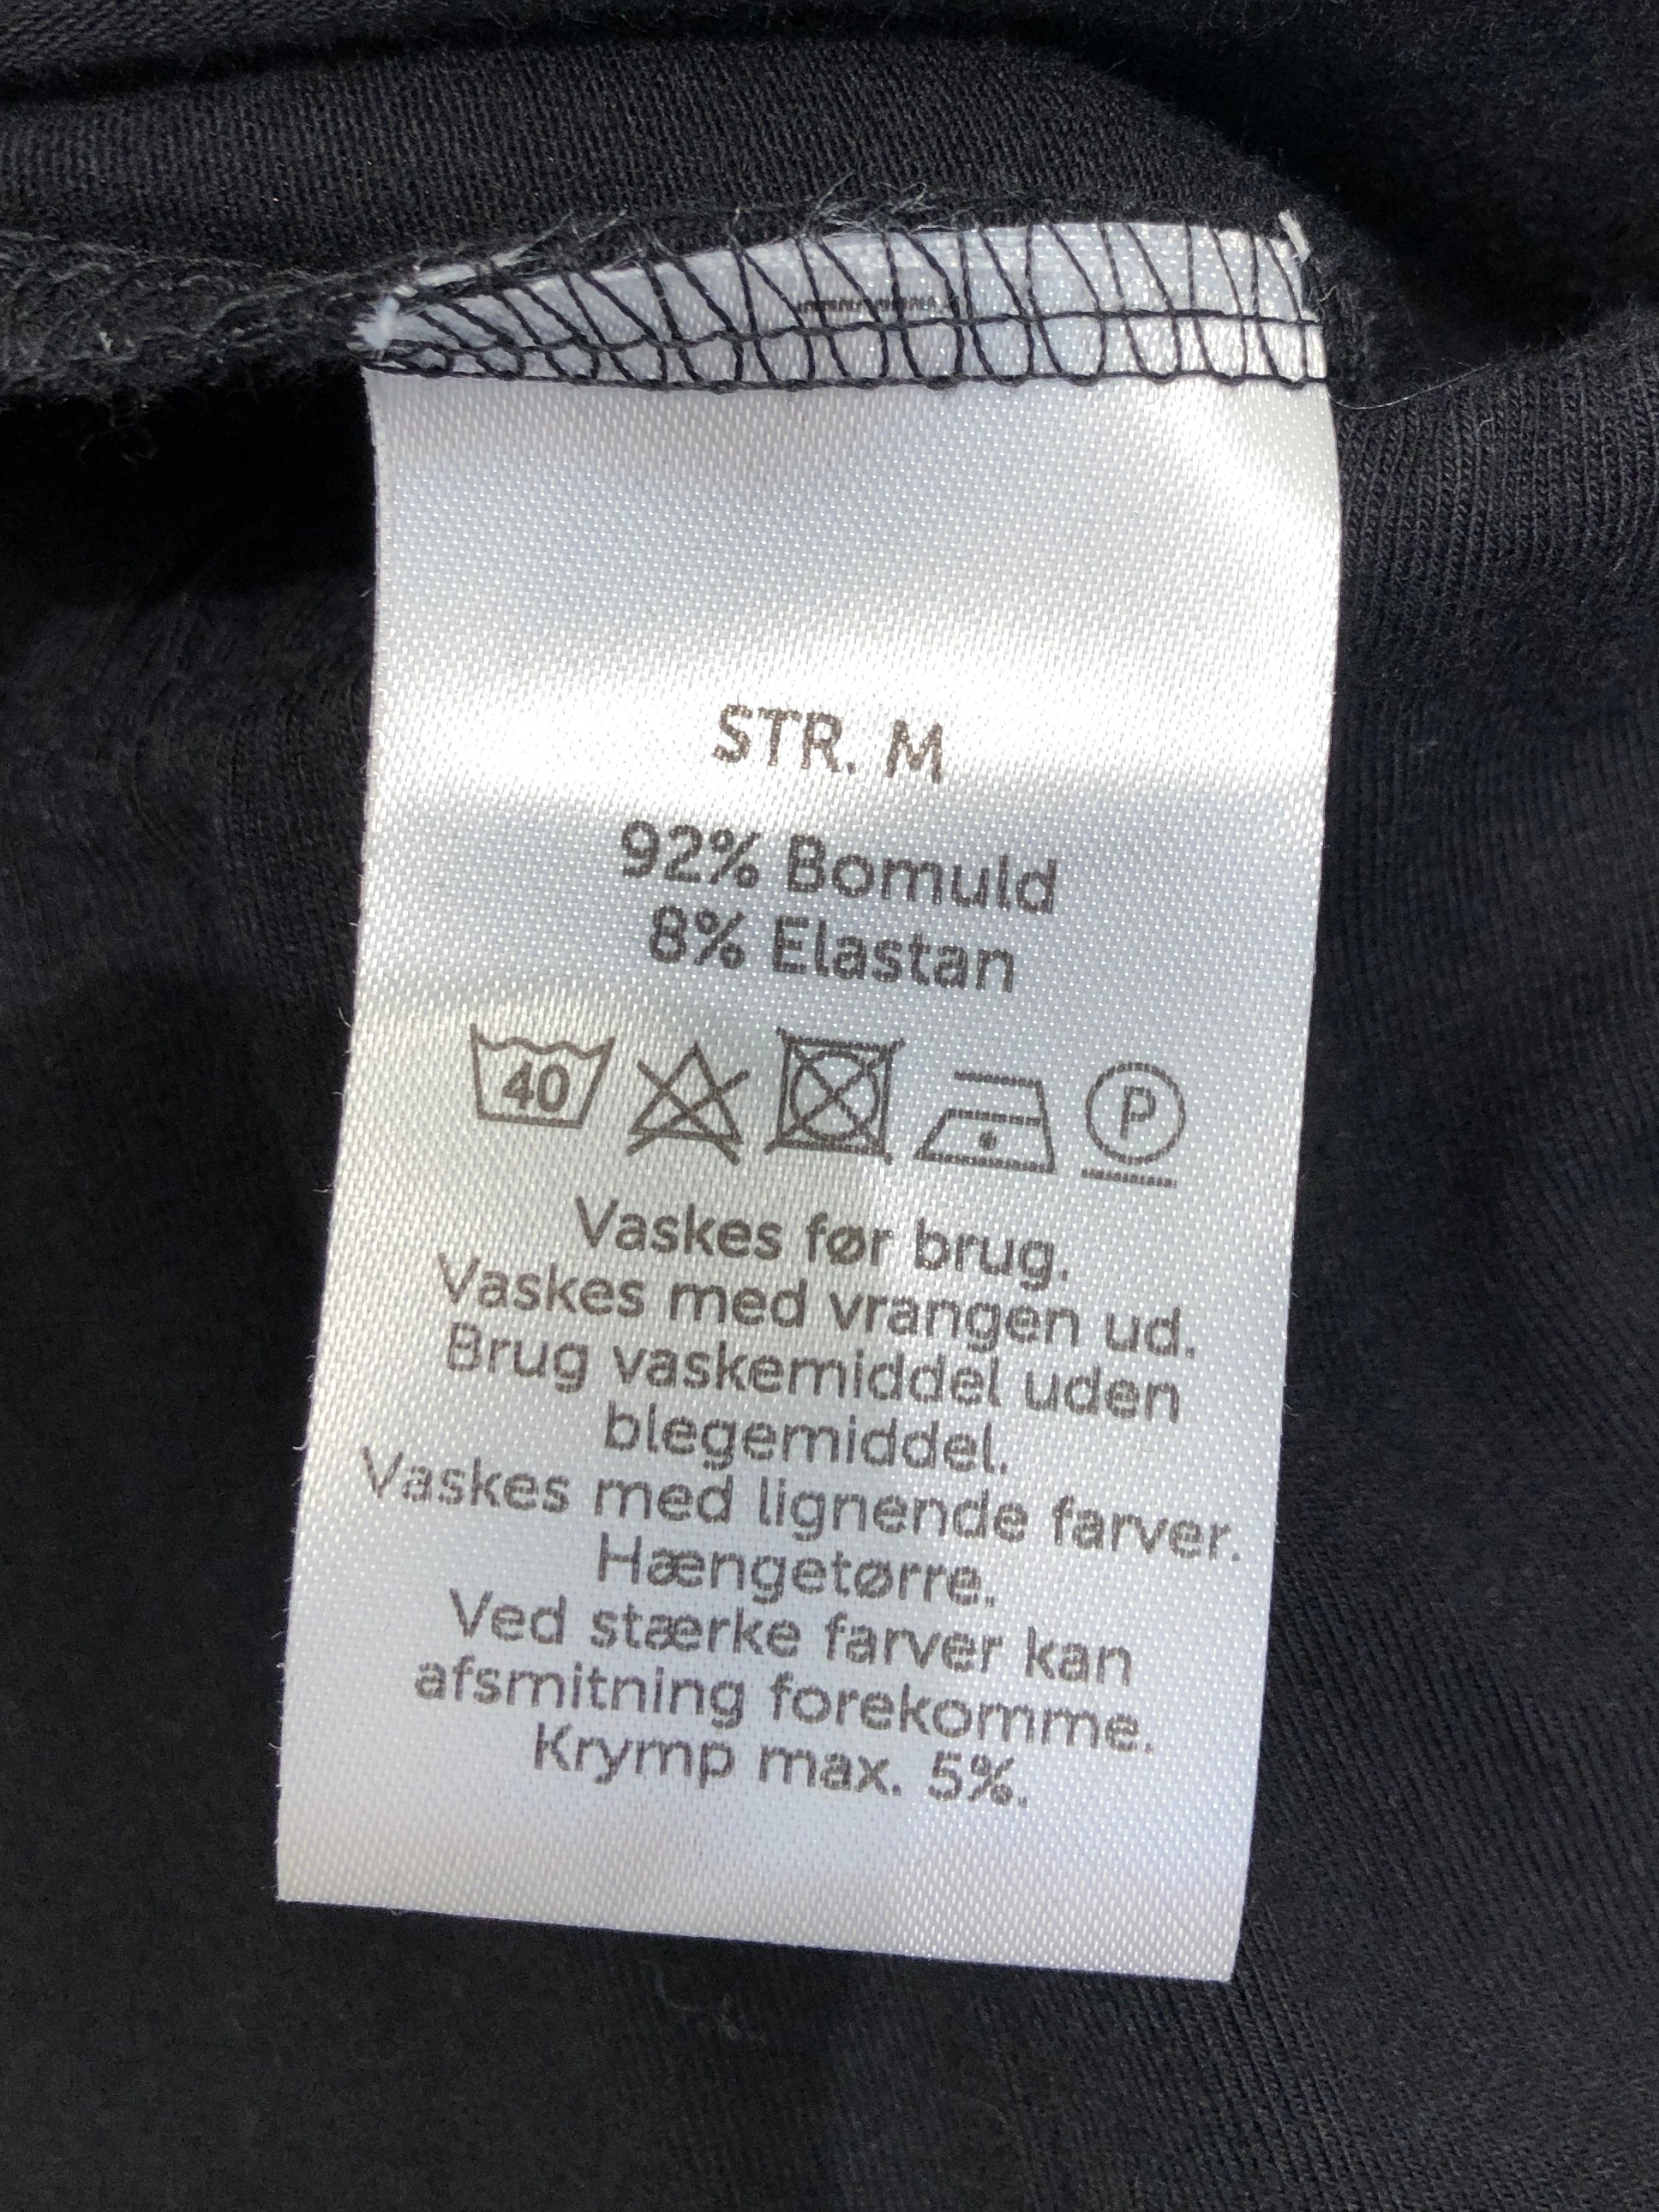 STR. M
92% Bomuld
8% Elastan
40 P
Vaskes før brug.
Vaskes med vrangen ud.
Brug vaskemiddel uden
blegemiddel.
Vaskes med lignende farver.
Hængetørre.
Ved stærke farver kan
afsmitning forekomme.
Krymp max. 5%.